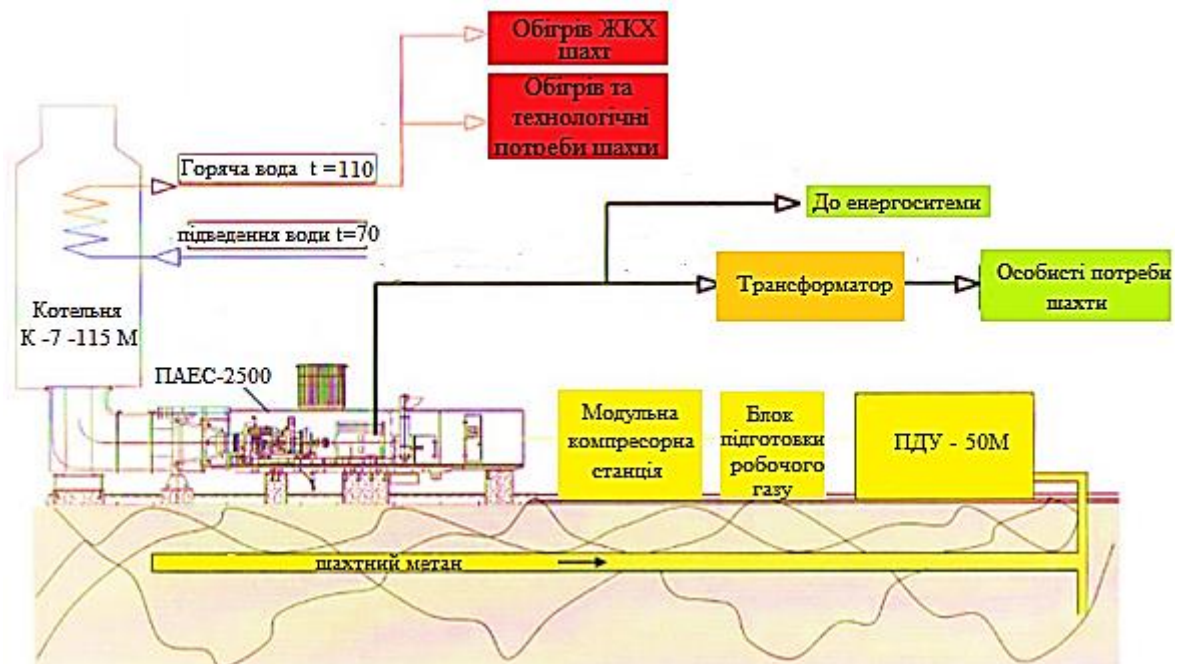 Обігрів ЖКХ
шахт
Обігрів та
технологічні
потреби шахти
Горяча вода t =110
підведення води t=70
До енергоситеми
Трансформатор
Особисті потреби
шахти
Котельня
К -7 -115 М
ПАЕС-2500
Модульна
компресорна
станція
Блок
підготовки
робочого
газу
ПДУ - 50М
шахтний метан